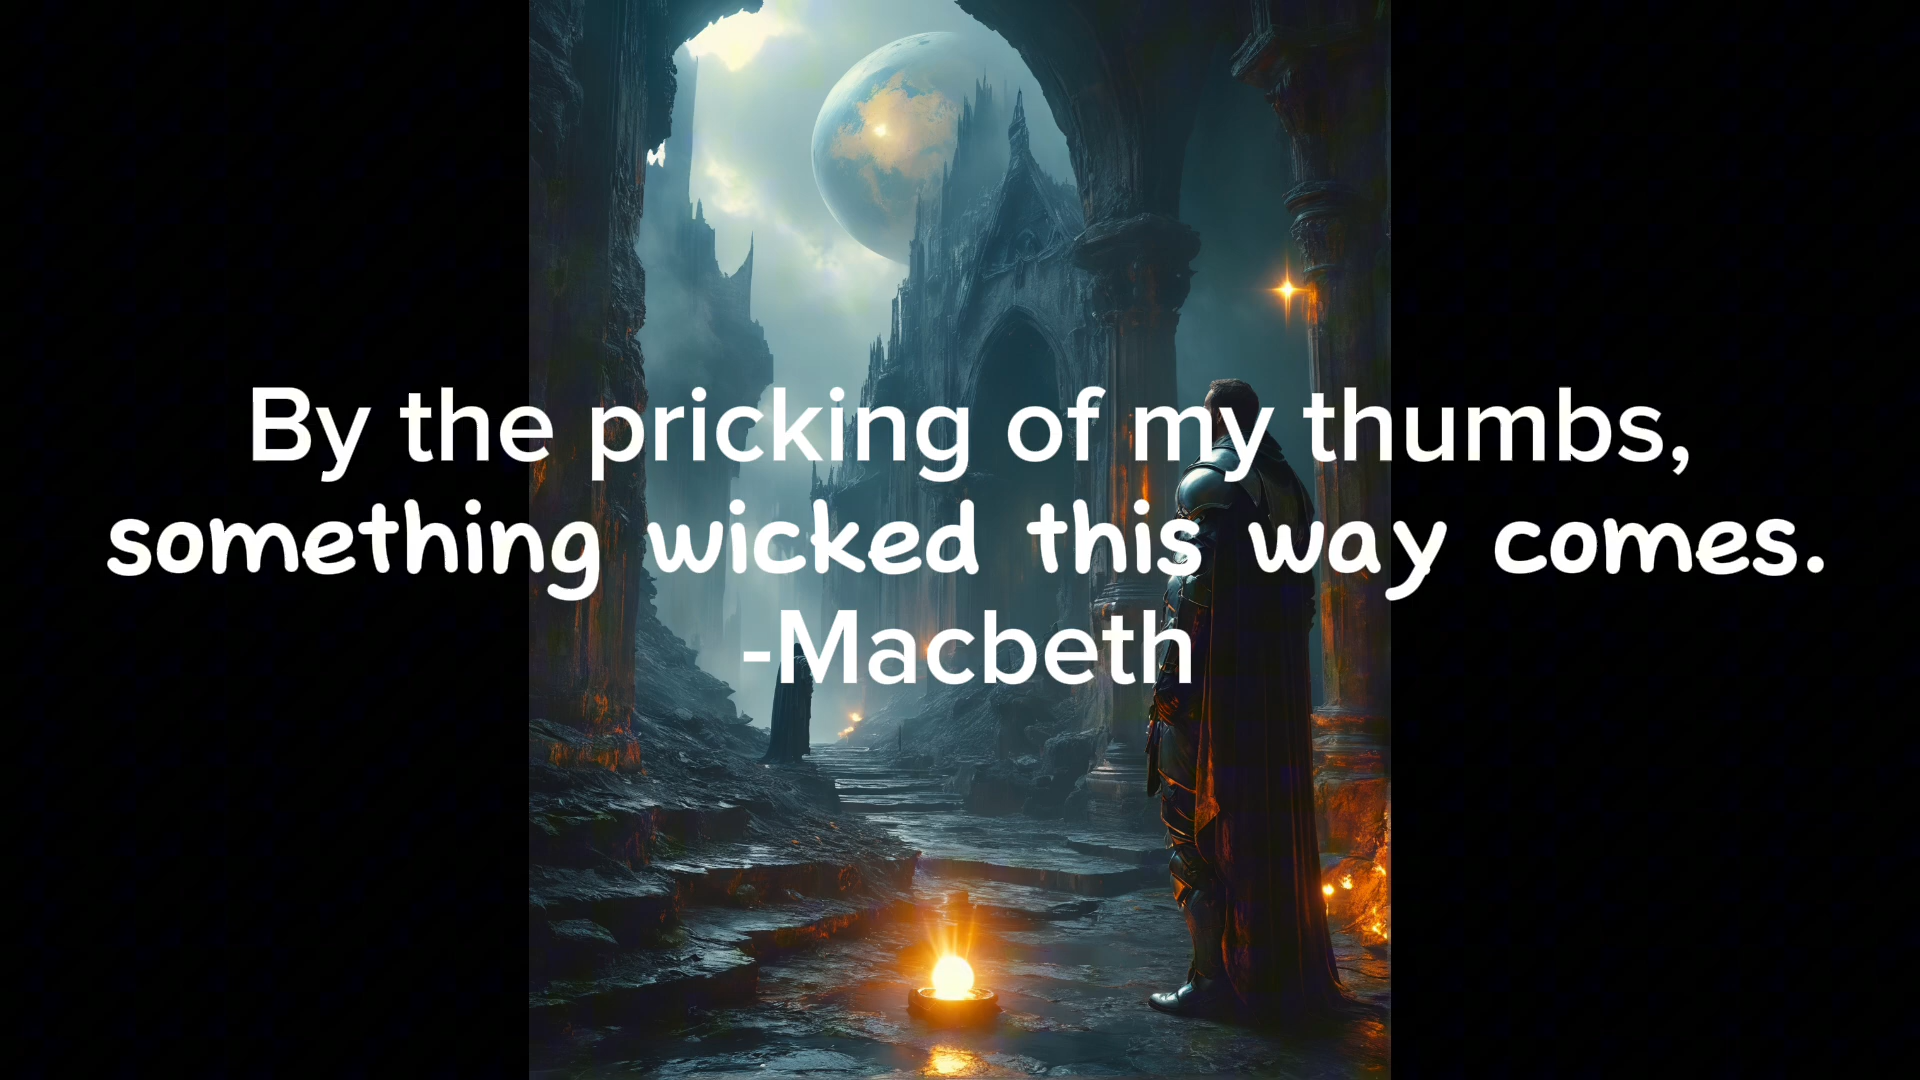 By the pricking of my thumbs,
something wicked this way comes.
-Macbeth